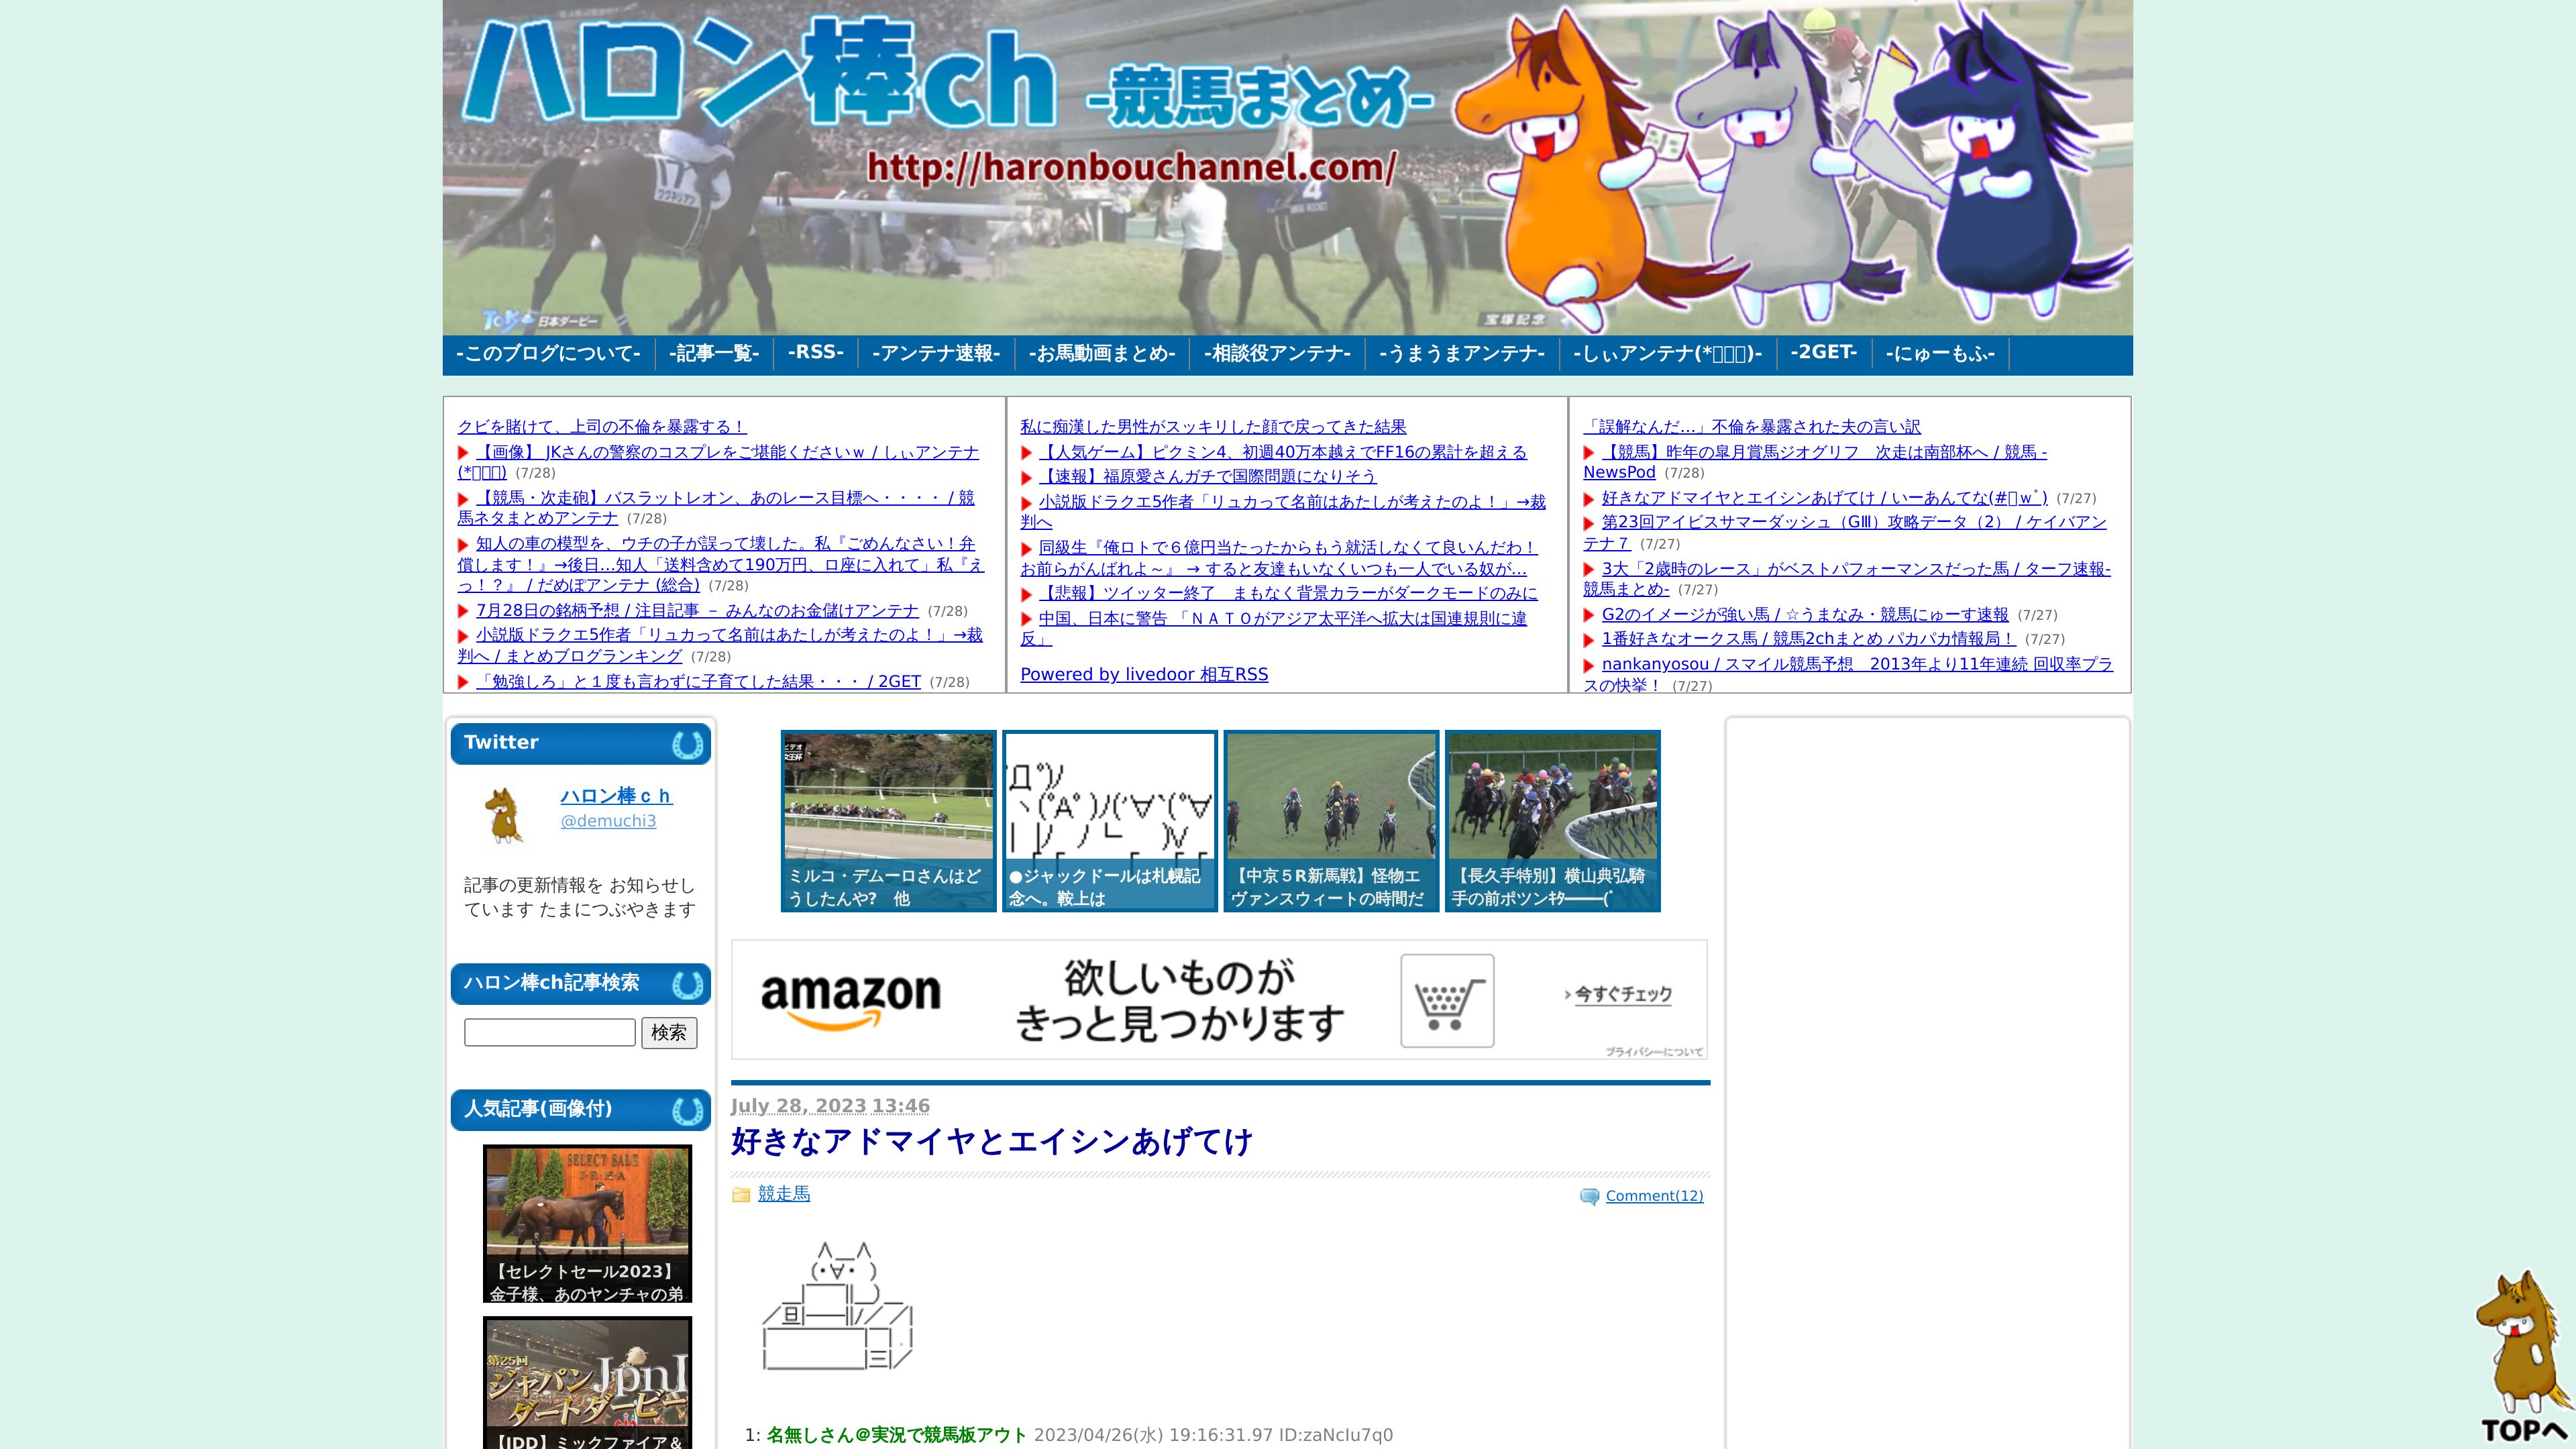 ハロン棒ch -競馬まとめ-
http://haronbouchannel.com/
日本ダービー
宝塚記念
-このブログについて- -記事一覧- -RSS- -アンテナ速報- -お馬動画まとめ- -相談役アンテナ- -うまうまアンテナ- -しぃアンテナ(*)- -2GET- -にゅーもふ-
クビを賭けて、上司の不倫を暴露する！
【画像】 JKさんの警察のコスプレをご堪能くださいｗ / しぃアンテナ
(*) (7/28)
【競馬・次走砲】バスラットレオン、あのレース目標へ・・・・ / 競
馬ネタまとめアンテナ (7/28)
知人の車の模型を、ウチの子が誤って壊した。私『ごめんなさい！弁
償します！』→後日…知人「送料含めて190万円、口座に入れて」私『え
っ！？』 / だめぽアンテナ (総合) (7/28)
7月28日の銘柄予想 / 注目記事 － みんなのお金儲けアンテナ (7/28)
小説版ドラクエ5作者「リュカって名前はあたしが考えたのよ！」→裁
判へ / まとめブログランキング (7/28)
「勉強しろ」と１度も言わずに子育てした結果・・・ / 2GET (7/28)
私に痴漢した男性がスッキリした顔で戻ってきた結果
【人気ゲーム】ピクミン4、初週40万本越えでFF16の累計を超える
【速報】福原愛さんガチで国際問題になりそう
小説版ドラクエ5作者「リュカって名前はあたしが考えたのよ！」→裁
判へ
同級生『俺ロトで６億円当たったからもう就活しなくて良いんだわ！
お前らがんばれよ～』 → すると友達もいなくいつも一人でいる奴が…
【悲報】ツイッター終了　まもなく背景カラーがダークモードのみに
中国、日本に警告 「ＮＡＴＯがアジア太平洋へ拡大は国連規則に違
反」
Powered by livedoor 相互RSS
「誤解なんだ…」不倫を暴露された夫の言い訳
【競馬】昨年の皐月賞馬ジオグリフ　次走は南部杯へ / 競馬 -
NewsPod (7/28)
好きなアドマイヤとエイシンあげてけ / いーあんてな(#ｗﾟ) (7/27)
第23回アイビスサマーダッシュ（GⅢ）攻略データ（2） / ケイバアン
テナ７ (7/27)
3大「2歳時のレース」がベストパフォーマンスだった馬 / ターフ速報-
競馬まとめ- (7/27)
G2のイメージが強い馬 / ☆うまなみ・競馬にゅーす速報 (7/27)
1番好きなオークス馬 / 競馬2chまとめ パカパカ情報局！ (7/27)
nankanyosou / スマイル競馬予想　2013年より11年連続 回収率プラ
スの快挙！ (7/27)
Twitter
ハロン棒ｃｈ
@demuchi3
記事の更新情報を お知らせし
ています たまにつぶやきます
ハロン棒ch記事検索
検索
人気記事(画像付)
SELECT SALE
【セレクトセール2023】
金子様、あのヤンチャの弟
第25回
ジャパン JpnI
ダートダービー
【JDD】ミックファイア＆
ミルコ・デムーロさんはど
うしたんや?　他
●ジャックドールは札幌記
念へ。鞍上は
【中京５R新馬戦】怪物エ
ヴァンスウィートの時間だ
【長久手特別】横山典弘騎
手の前ポツンｷﾀ━━━(ﾟ
amazon
欲しいものが
きっと見つかります
› 今すぐチェック
プライバシーについて
July 28, 2023 13:46
好きなアドマイヤとエイシンあげてけ
競走馬
Comment(12)
1: 名無しさん＠実況で競馬板アウト 2023/04/26(水) 19:16:31.97 ID:zaNcIu7q0
TOPへ